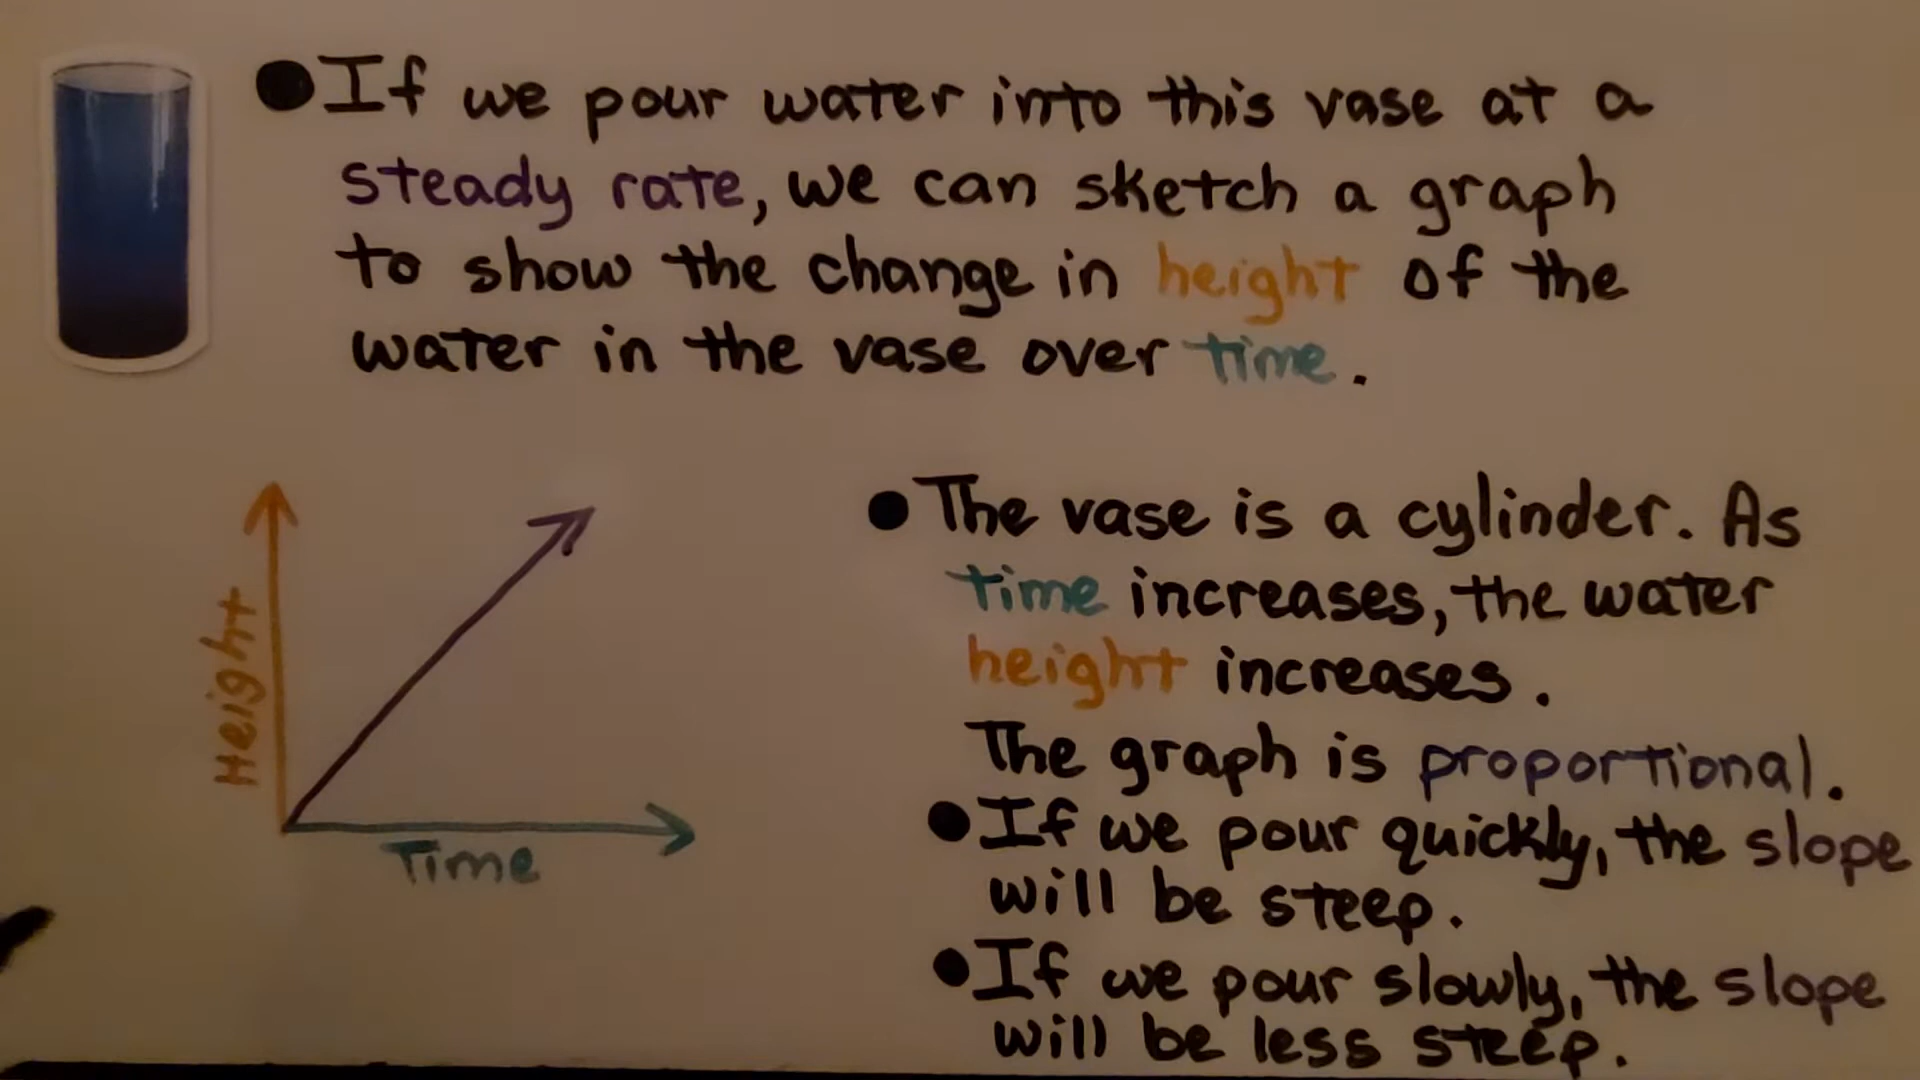 ● If we pour water into this vase at a
steady rate, we can sketch a graph
to show the change in height of the
water in the vase over time.
Height
Time
● The vase is a cylinder. As
time increases, the water
height increases.
The graph is proportional.
● If we pour quickly, the slope
will be steep.
● If we pour slowly, the slope
will be less steep.